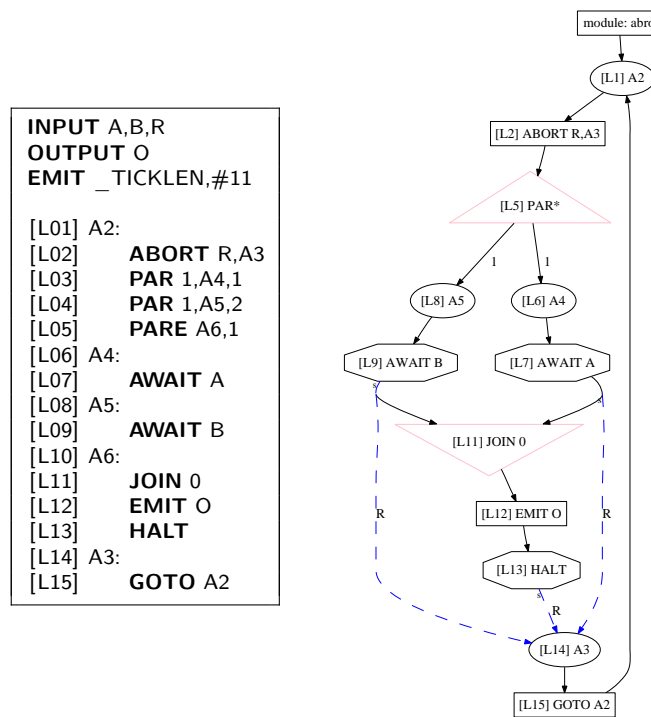 INPUT A,B,R
OUTPUT O
EMIT _TICKLEN,#11
[L01] A2:
[L02] ABORT R,A3
[L03] PAR 1,A4,1
[L04] PAR 1,A5,2
[L05] PARE A6,1
[L06] A4:
[L07] AWAIT A
[L08] A5:
[L09] AWAIT B
[L10] A6:
[L11] JOIN 0
[L12] EMIT O
[L13] HALT
[L14] A3:
[L15] GOTO A2
module: abro
[L1] A2
[L2] ABORT R,A3
[L5] PAR*
1 1
[L8] A5 [L6] A4
[L9] AWAIT B [L7] AWAIT A
s s
[L11] JOIN 0
R R
[L12] EMIT O
[L13] HALT
s
R
[L14] A3
[L15] GOTO A2